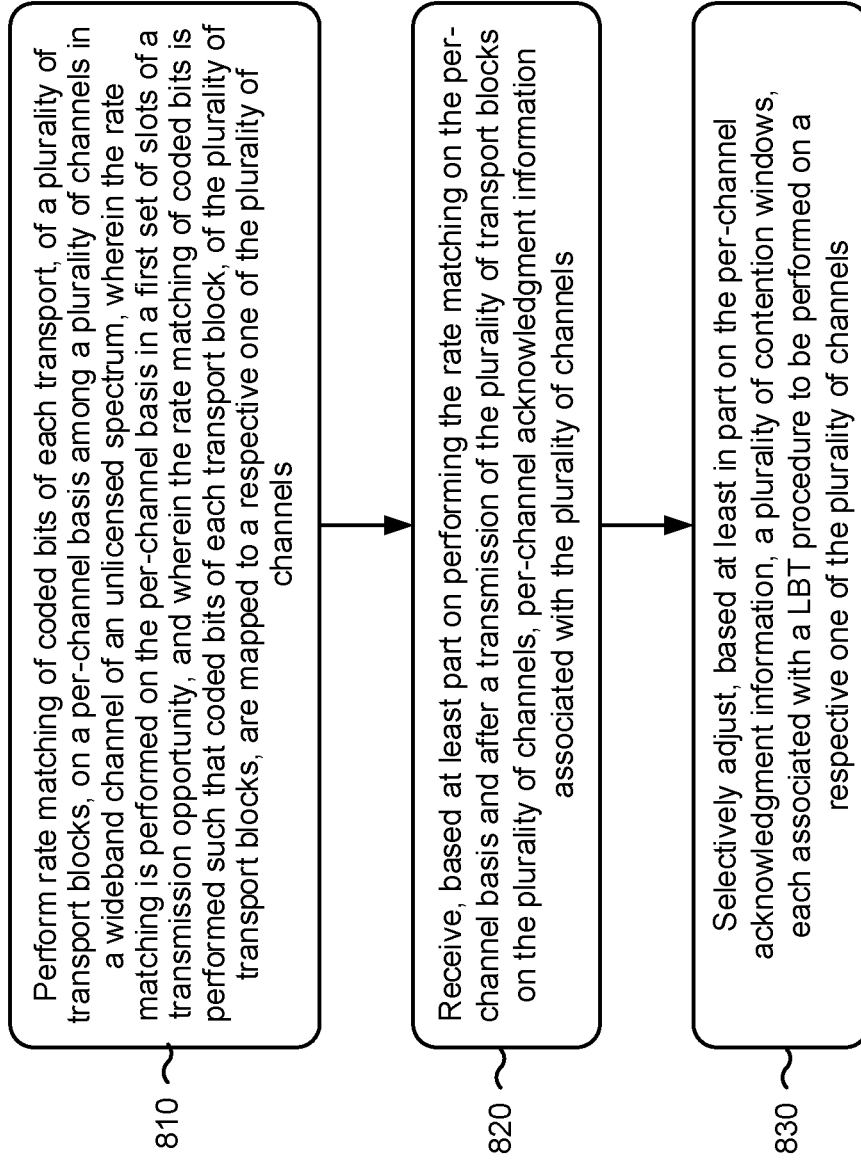 810
Perform rate matching of coded bits of each transport, of a plurality of
transport blocks, on a per-channel basis among a plurality of channels in
a wideband channel of an unlicensed spectrum, wherein the rate
matching is performed on the per-channel basis in a first set of slots of a
transmission opportunity, and wherein the rate matching of coded bits is
performed such that coded bits of each transport block, of the plurality of
transport blocks, are mapped to a respective one of the plurality of
channels
820
Receive, based at least part on performing the rate matching on the per-
channel basis and after a transmission of the plurality of transport blocks
on the plurality of channels, per-channel acknowledgment information
associated with the plurality of channels
830
Selectively adjust, based at least in part on the per-channel
acknowledgment information, a plurality of contention windows,
each associated with a LBT procedure to be performed on a
respective one of the plurality of channels